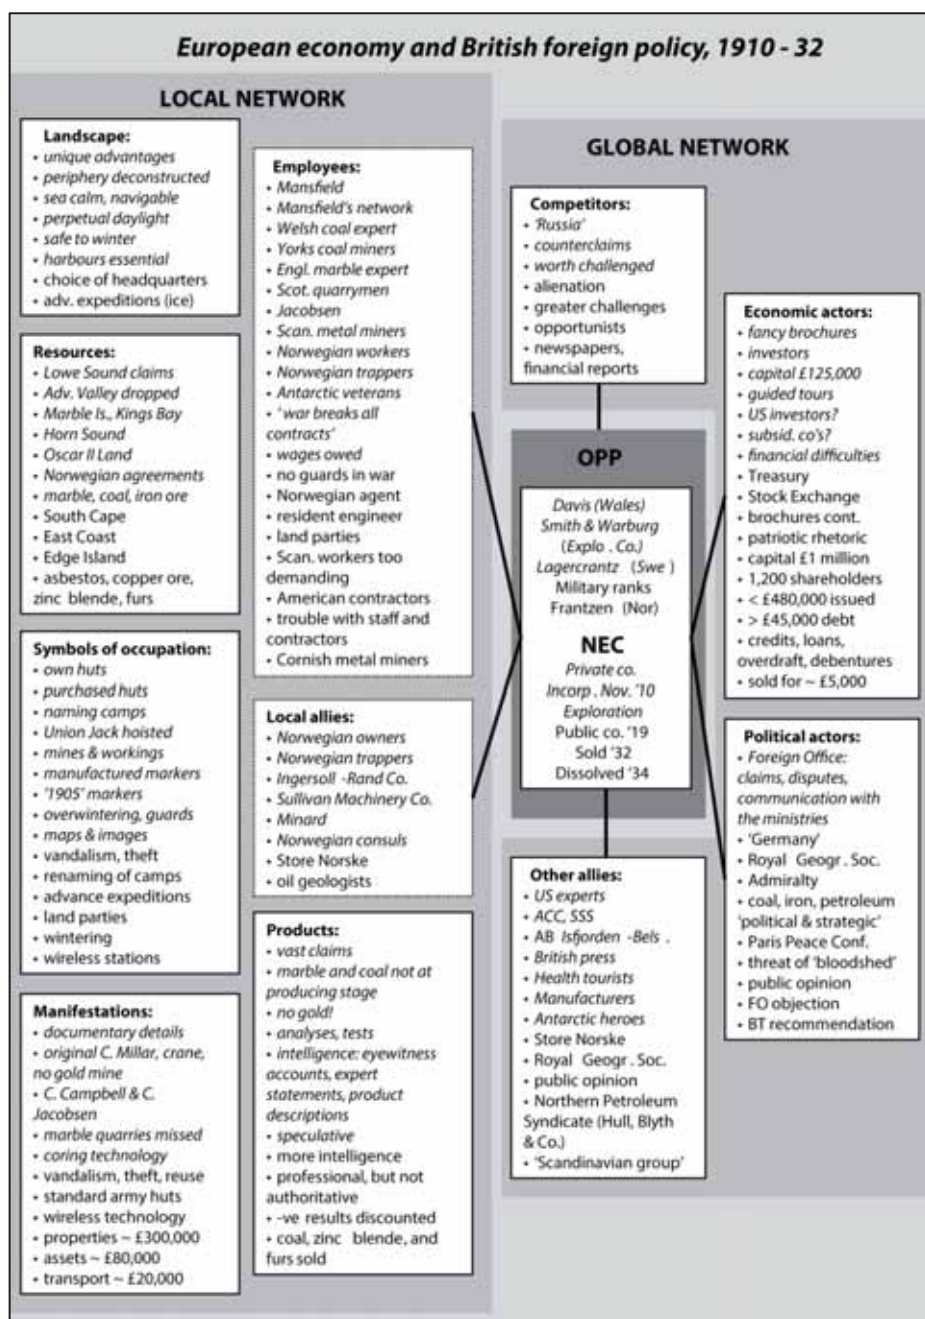 European economy and British foreign policy, 1910 - 32
LOCAL NETWORK
Landscape:
• unique advantages
• periphery deconstructed
• sea calm, navigable
• perpetual daylight
• safe to winter
• harbours essential
• choice of headquarters
• adv. expeditions (ice)
Resources:
• Lowe Sound claims
• Adv. Valley dropped
• Marble Is., Kings Bay
• Horn Sound
• Oscar II Land
• Norwegian agreements
• marble, coal, iron ore
• South Cape
• East Coast
• Edge Island
• asbestos, copper ore,
zinc blende, furs
Symbols of occupation:
• own huts
• purchased huts
• naming camps
• Union Jack hoisted
• mines & workings
• manufactured markers
• '1905' markers
• overwintering, guards
• maps & images
• vandalism, theft
• renaming of camps
• advance expeditions
• land parties
• wintering
• wireless stations
Manifestations:
• documentary details
• original C. Millar, crane,
no gold mine
• C. Campbell & C.
Jacobsen
• marble quarries missed
• coring technology
• vandalism, theft, reuse
• standard army huts
• wireless technology
• properties ~ £300,000
• assets ~ £80,000
• transport ~ £20,000
Employees:
• Mansfield
• Mansfield's network
• Welsh coal expert
• Yorks coal miners
• Engl. marble expert
• Scot. quarrymen
• Jacobsen
• Scan. metal miners
• Norwegian workers
• Norwegian trappers
• Antarctic veterans
• ' war breaks all
contracts'
• wages owed
• no guards in war
• Norwegian agent
• resident engineer
• land parties
• Scan. workers too
demanding
• American contractors
• trouble with staff and
contractors
• Cornish metal miners
Local allies:
• Norwegian owners
• Norwegian trappers
• Ingersoll -Rand Co.
• Sullivan Machinery Co.
• Minard
• Norwegian consuls
• Store Norske
• oil geologists
Products:
• vast claims
• marble and coal not at
producing stage
• no gold!
• analyses, tests
• intelligence: eyewitness
accounts, expert
statements, product
descriptions
• speculative
• more intelligence
• professional, but not
authoritative
• -ve results discounted
• coal, zinc blende, and
furs sold
GLOBAL NETWORK
Competitors:
• 'Russia'
• counterclaims
• worth challenged
• alienation
• greater challenges
• opportunists
• newspapers,
financial reports
OPP
Davis (Wales)
Smith & Warburg
(Explo . Co.)
Lagercrantz (Swe )
Military ranks
Frantzen (Nor)
NEC
Private co.
Incorp . Nov. '10
Exploration
Public co. '19
Sold '32
Dissolved '34
Other allies:
• US experts
• ACC, SSS
• AB Isfjorden -Bels .
• British press
• Health tourists
• Manufacturers
• Antarctic heroes
• Store Norske
• Royal Geogr . Soc.
• public opinion
• Northern Petroleum
Syndicate (Hull, Blyth
& Co.)
• 'Scandinavian group'
Economic actors:
• fancy brochures
• investors
• capital £125,000
• guided tours
• US investors?
• subsid. co's?
• financial difficulties
• Treasury
• Stock Exchange
• brochures cont.
• patriotic rhetoric
• capital £1 million
• 1,200 shareholders
• < £480,000 issued
• > £45,000 debt
• credits, loans,
overdraft, debentures
• sold for ~ £5,000
Political actors:
• Foreign Office:
claims, disputes,
communication with
the ministries
• 'Germany'
• Royal Geogr . Soc.
• Admiralty
• coal, iron, petroleum
'political & strategic'
• Paris Peace Conf.
• threat of 'bloodshed'
• public opinion
• FO objection
• BT recommendation